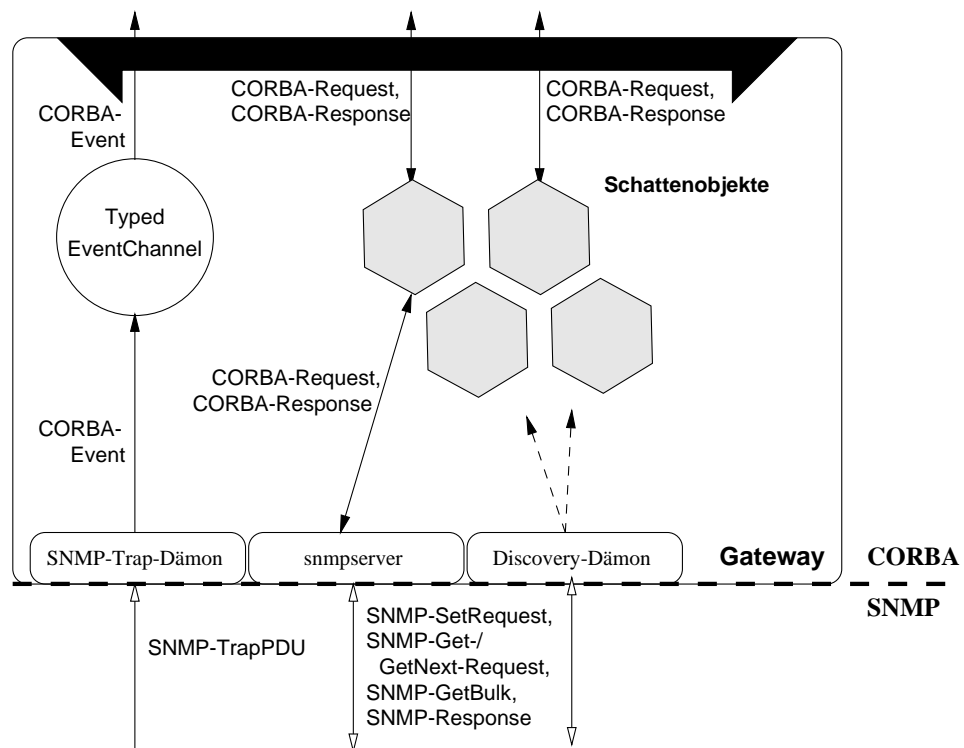 CORBA-Request,
CORBA-Response
CORBA-Request,
CORBA-Response
CORBA-
Event
Schattenobjekte
Typed
EventChannel
CORBA-Request,
CORBA-Response
CORBA-
Event
SNMP-Trap-Dämon
snmpserver
Discovery-Dämon
Gateway
CORBA
SNMP
SNMP-TrapPDU
SNMP-SetRequest,
SNMP-Get-/
GetNext-Request,
SNMP-GetBulk,
SNMP-Response